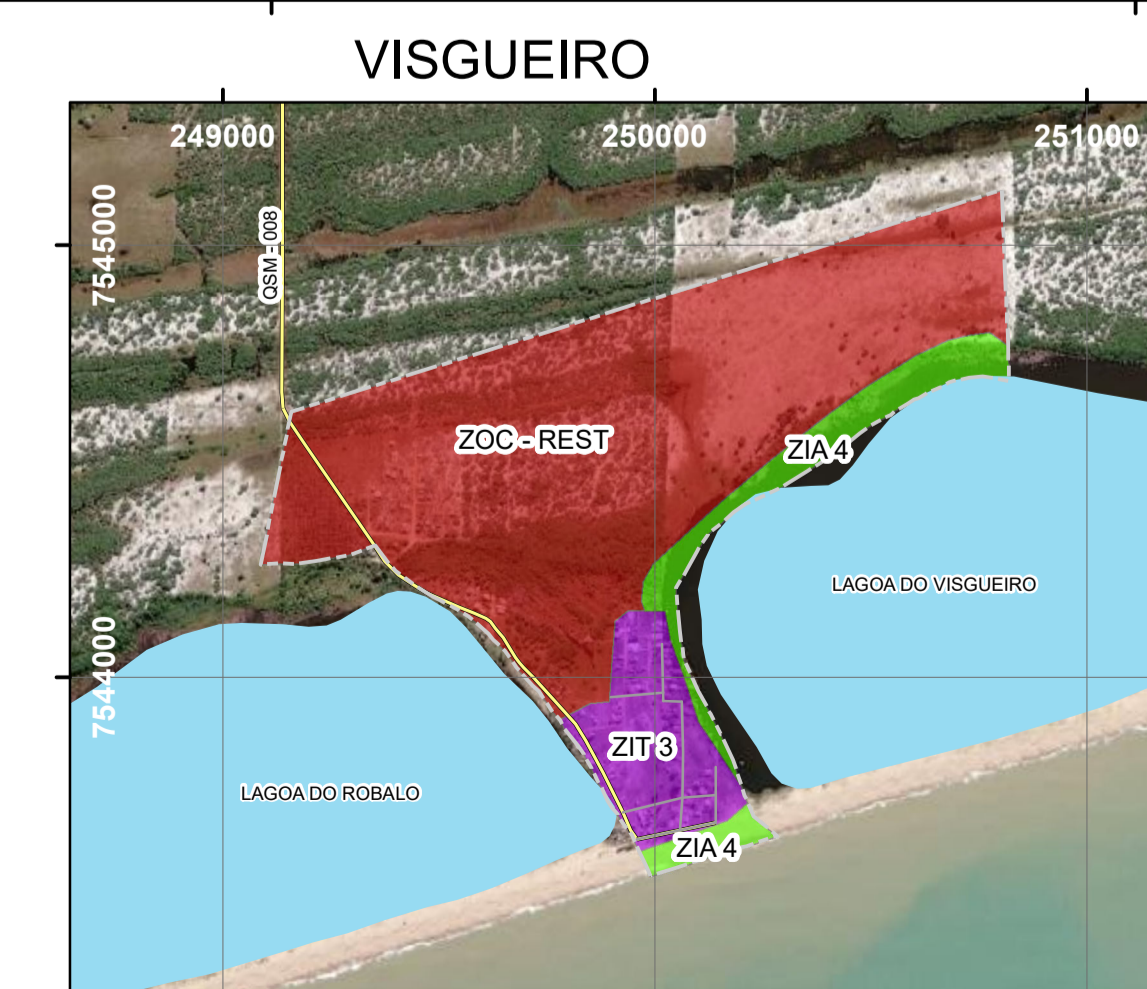 VISGUEIRO
249000
250000
251000
7545000
QSM - 008
ZOC - REST
ZIA 4
LAGOA DO VISGUEIRO
7544000
ZIT 3
LAGOA DO ROBALO
ZIA 4